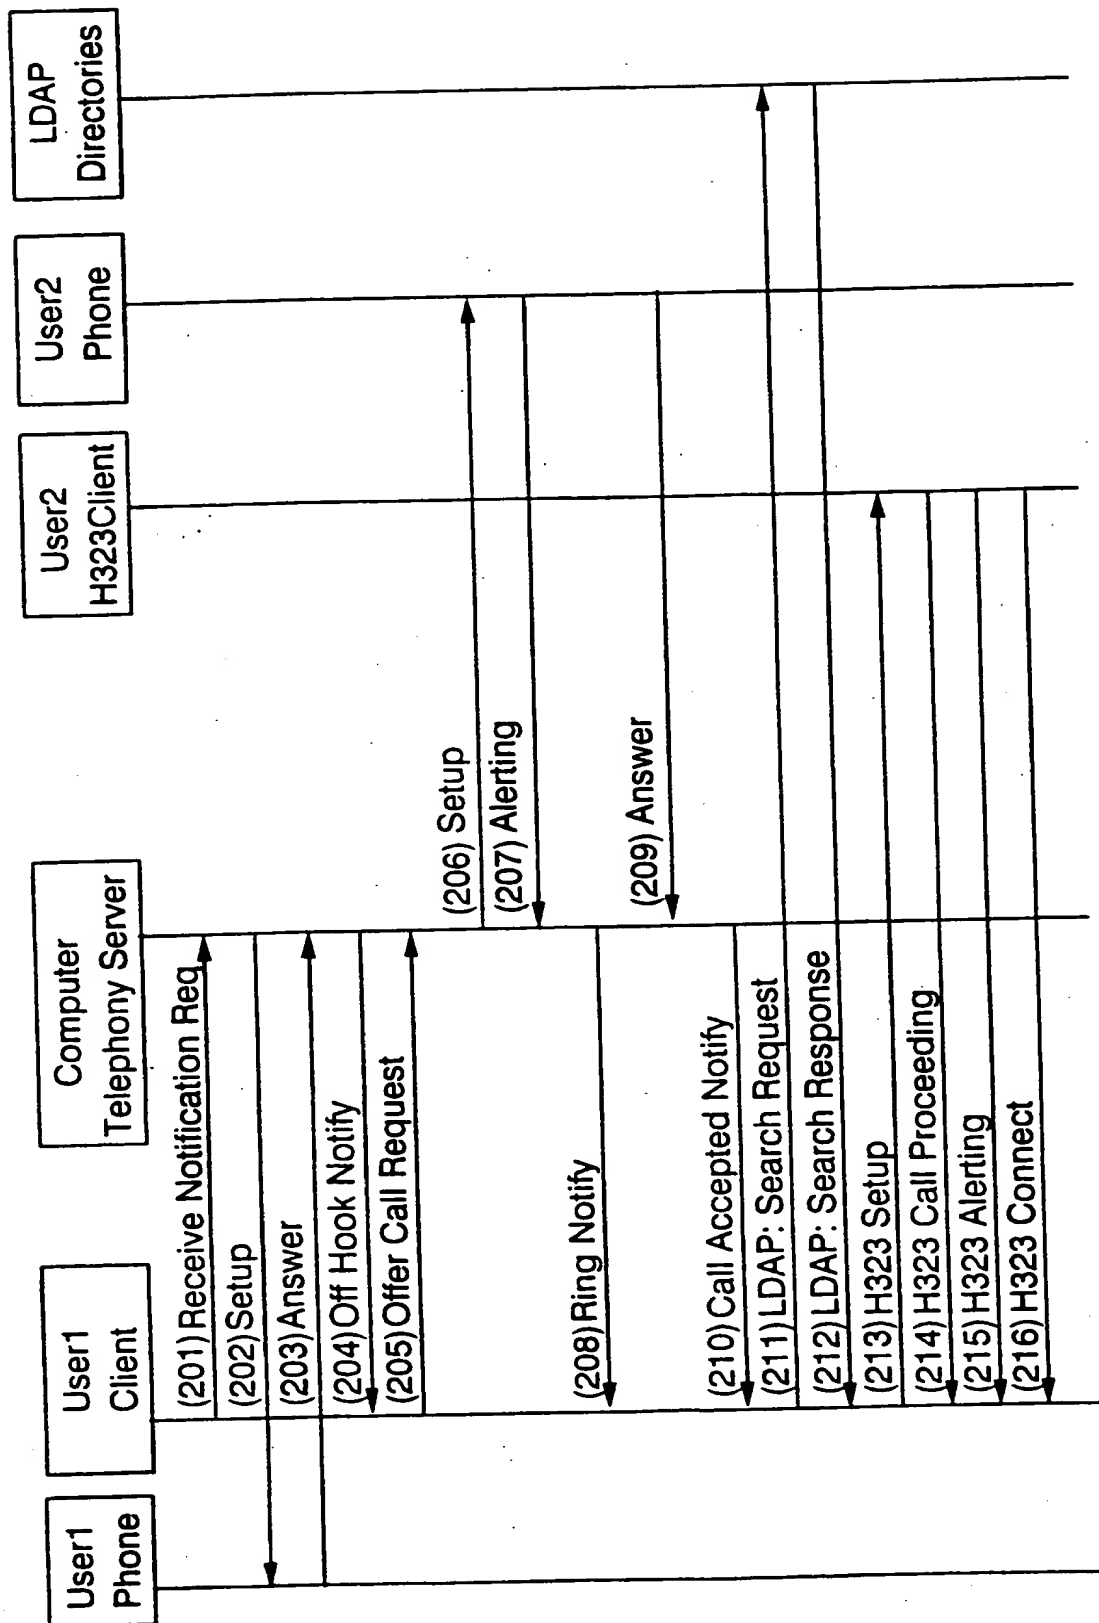 User1
Phone
User1
Client
Computer
Telephony Server
User2
H323Client
User2
Phone
LDAP
Directories
(201) Receive Notification Req
(202) Setup
(203) Answer
(204) Off Hook Notify
(205) Offer Call Request
(206) Setup
(207) Alerting
(208) Ring Notify
(209) Answer
(210) Call Accepted Notify
(211) LDAP: Search Request
(212) LDAP: Search Response
(213) H323 Setup
(214) H323 Call Proceeding
(215) H323 Alerting
(216) H323 Connect